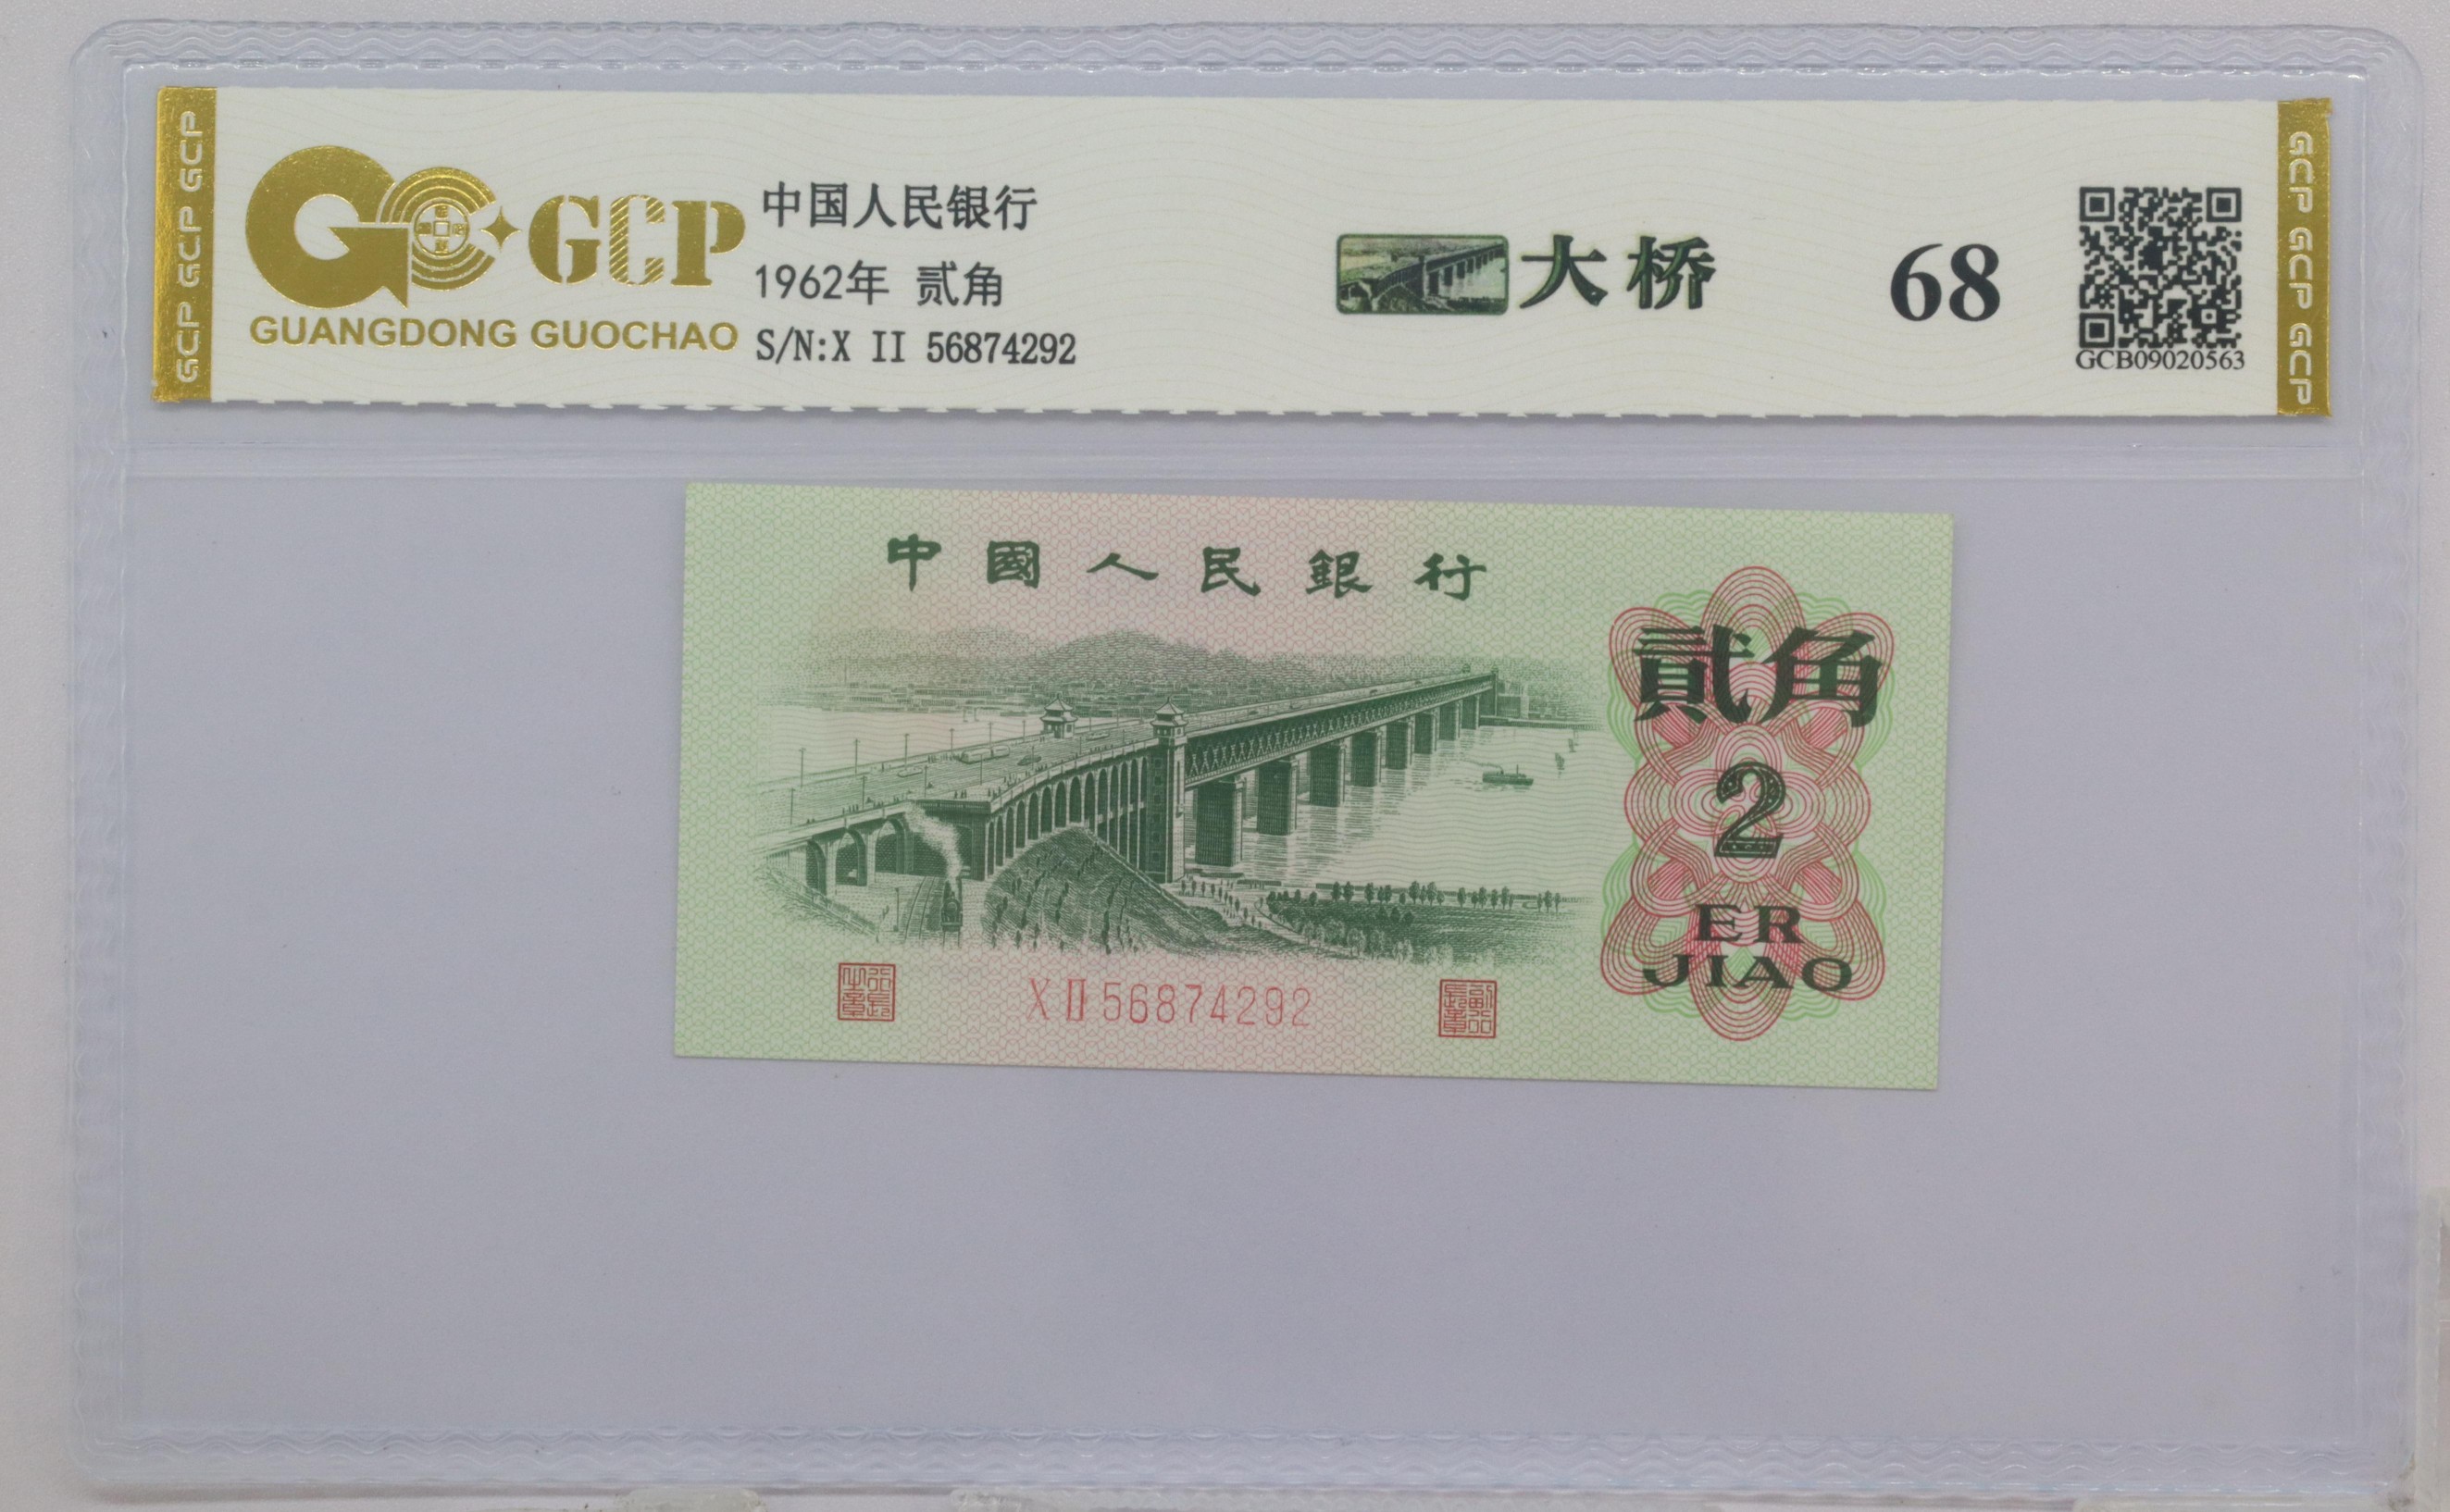 GCP GCP GCP
GCP
GUANGDONG GUOCHAO
中国人民银行
1962年 贰角
S/N:X II 56874292
大桥
68
GCB09020563
GCP GCP GCP
中國人民銀行
貳角
2
ER
JIAO
X II 56874292